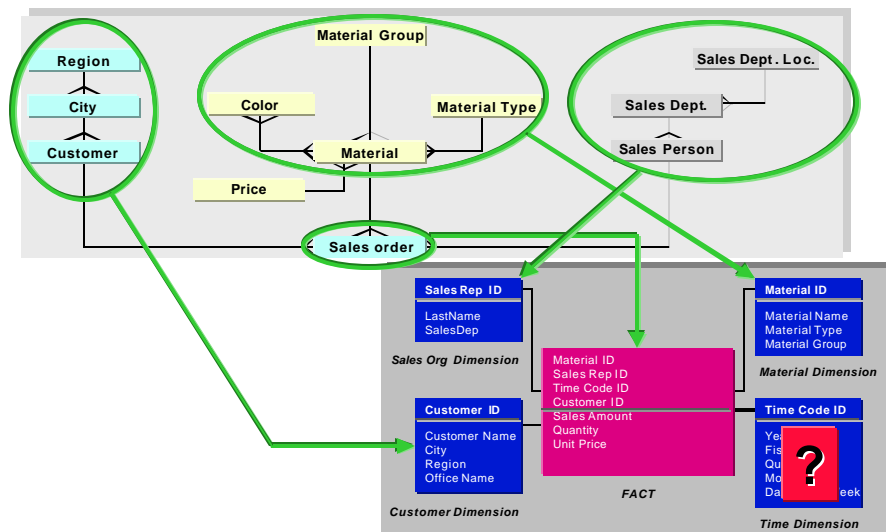 Material Group
Region
Sales Dept. Loc.
Color
Material Type
City
Sales Dept.
Customer
Material
Sales Person
Price
Sales order
Sales Rep ID
LastName
SalesDep
Sales Org Dimension
Material ID
Material Name
Material Type
Material Group
Material Dimension
Material ID
Sales Rep ID
Time Code ID
Customer ID
Sales Amount
Quantity
Unit Price
FACT
Customer ID
Customer Name
City
Region
Office Name
Customer Dimension
Time Code ID
?
Time Dimension